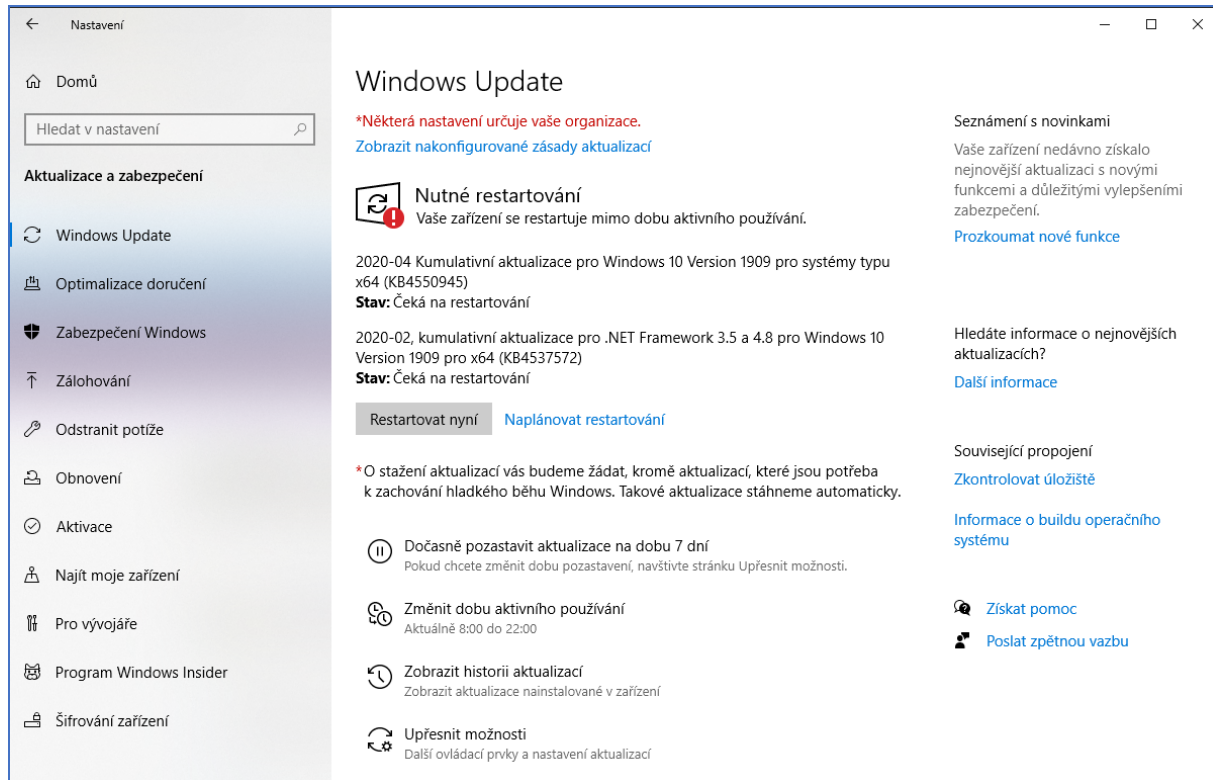 Nastavení
Domů
Hledat v nastavení
Aktualizace a zabezpečení
Windows Update
Optimalizace doručení
Zabezpečení Windows
Zálohování
Odstranit potíže
Obnovení
Aktivace
Najít moje zařízení
Pro vývojáře
Program Windows Insider
Šifrování zařízení
Windows Update
*Některá nastavení určuje vaše organizace.
Zobrazit nakonfigurované zásady aktualizací
Nutné restartování
Vaše zařízení se restartuje mimo dobu aktivního používání.
2020-04 Kumulativní aktualizace pro Windows 10 Version 1909 pro systémy typu
x64 (KB4550945)
Stav: Čeká na restartování
2020-02, kumulativní aktualizace pro .NET Framework 3.5 a 4.8 pro Windows 10
Version 1909 pro x64 (KB4537572)
Stav: Čeká na restartování
Restartovat nyní Naplánovat restartování
*O stažení aktualizací vás budeme žádat, kromě aktualizací, které jsou potřeba
k zachování hladkého běhu Windows. Takové aktualizace stáhneme automaticky.
Dočasně pozastavit aktualizace na dobu 7 dní
Pokud chcete změnit dobu pozastavení, navštivte stránku Upřesnit možnosti.
Změnit dobu aktivního používání
Aktuálně 8:00 do 22:00
Zobrazit historii aktualizací
Zobrazit aktualizace nainstalované v zařízení
Upřesnit možnosti
Další ovládací prvky a nastavení aktualizací
Seznámení s novinkami
Vaše zařízení nedávno získalo
nejnovější aktualizaci s novými
funkcemi a důležitými vylepšeními
zabezpečení.
Prozkoumat nové funkce
Hledáte informace o nejnovějších
aktualizacích?
Další informace
Související propojení
Zkontrolovat úložiště
Informace o buildu operačního
systému
Získat pomoc
Poslat zpětnou vazbu